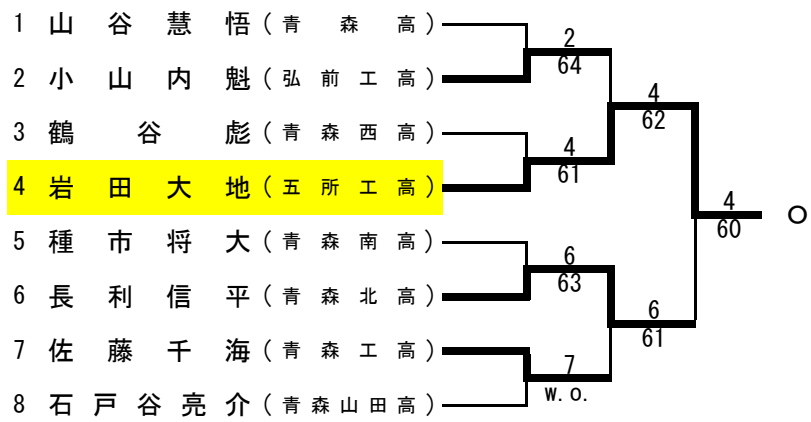 1 山谷慧悟(青森高)
2 小山内魁(弘前工高)
3 鶴谷彪(青森西高)
4 岩田大地(五所工高)
5 種市将大(青森南高)
6 長利信平(青森北高)
7 佐藤千海(青森工高)
8 石戸谷亮介(青森山田高)
2
64
4
61
6
63
7
w.o.
4
62
6
61
4
60
O